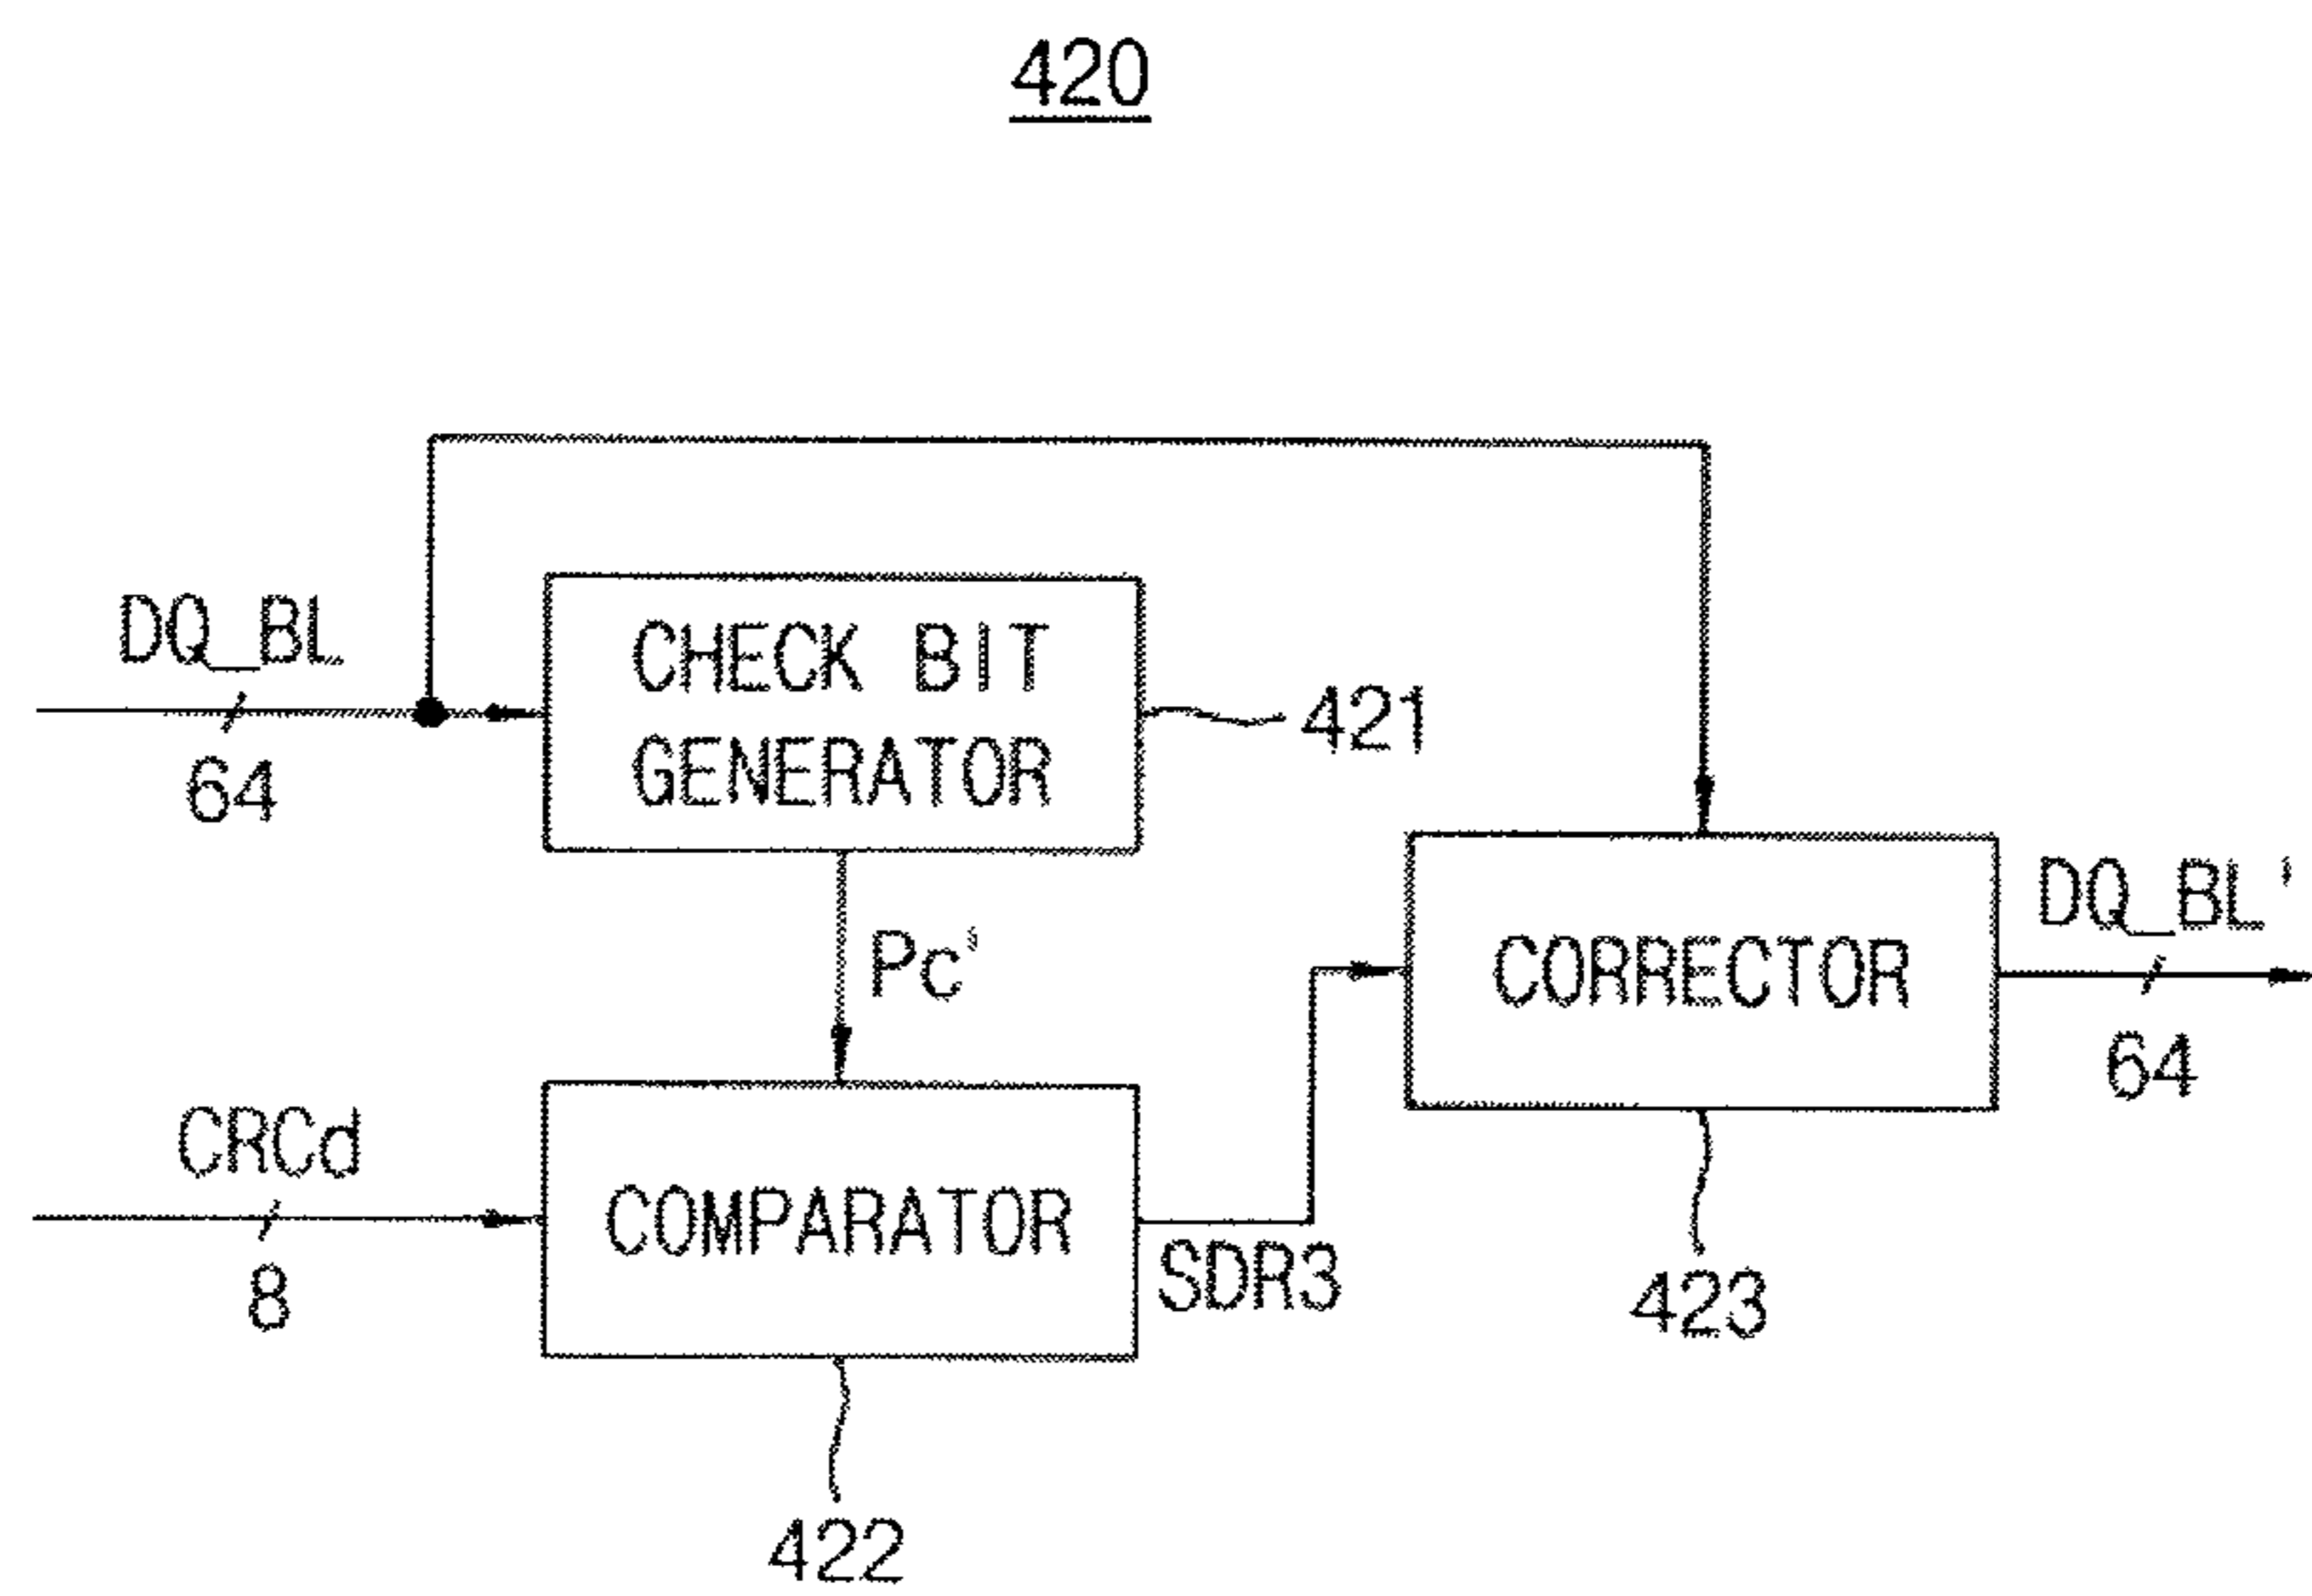 420
DQ_BL
64
CHECK BIT
GENERATOR
421
Pc'
CORRECTOR
DQ_BL'
64
423
CRCd
8
COMPARATOR
SDR3
422